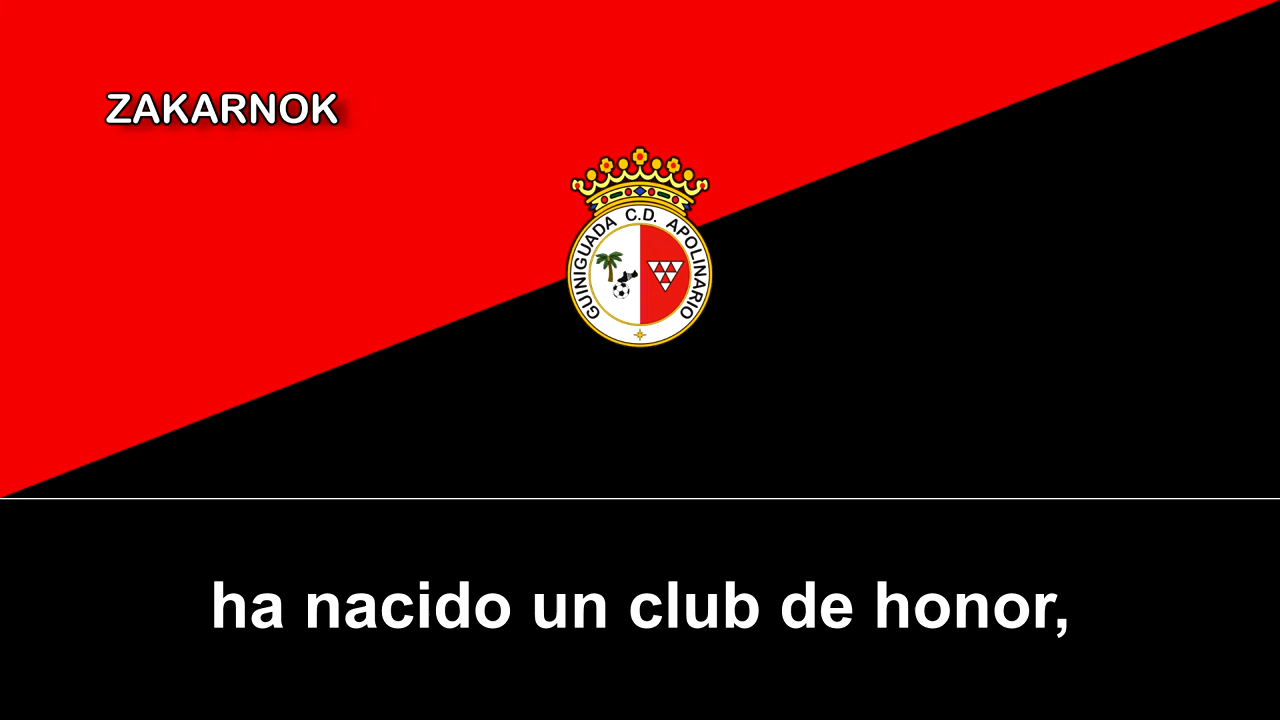 ZAKARNOK
GUINIGUADA C.D. APOLINARIO
ha nacido un club de honor,